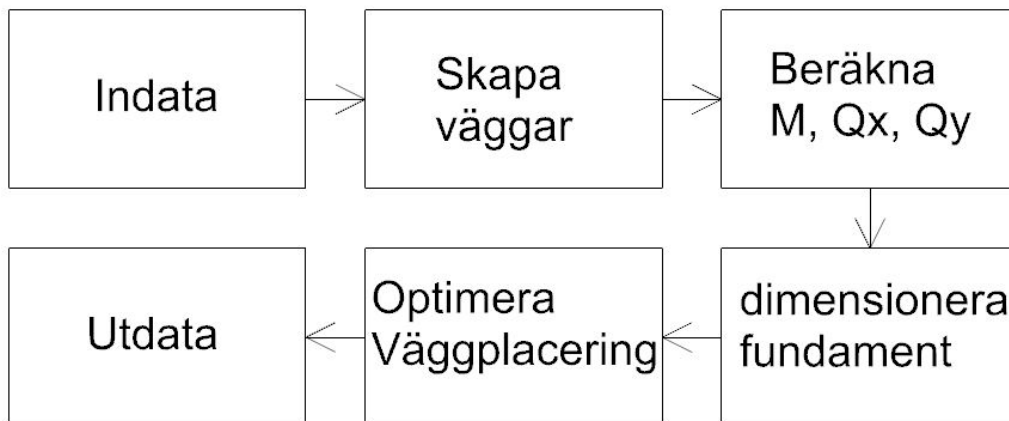 Indata
Skapa
väggar
Beräkna
M, Qx, Qy
dimensionera
fundament
Optimera
Väggplacering
Utdata